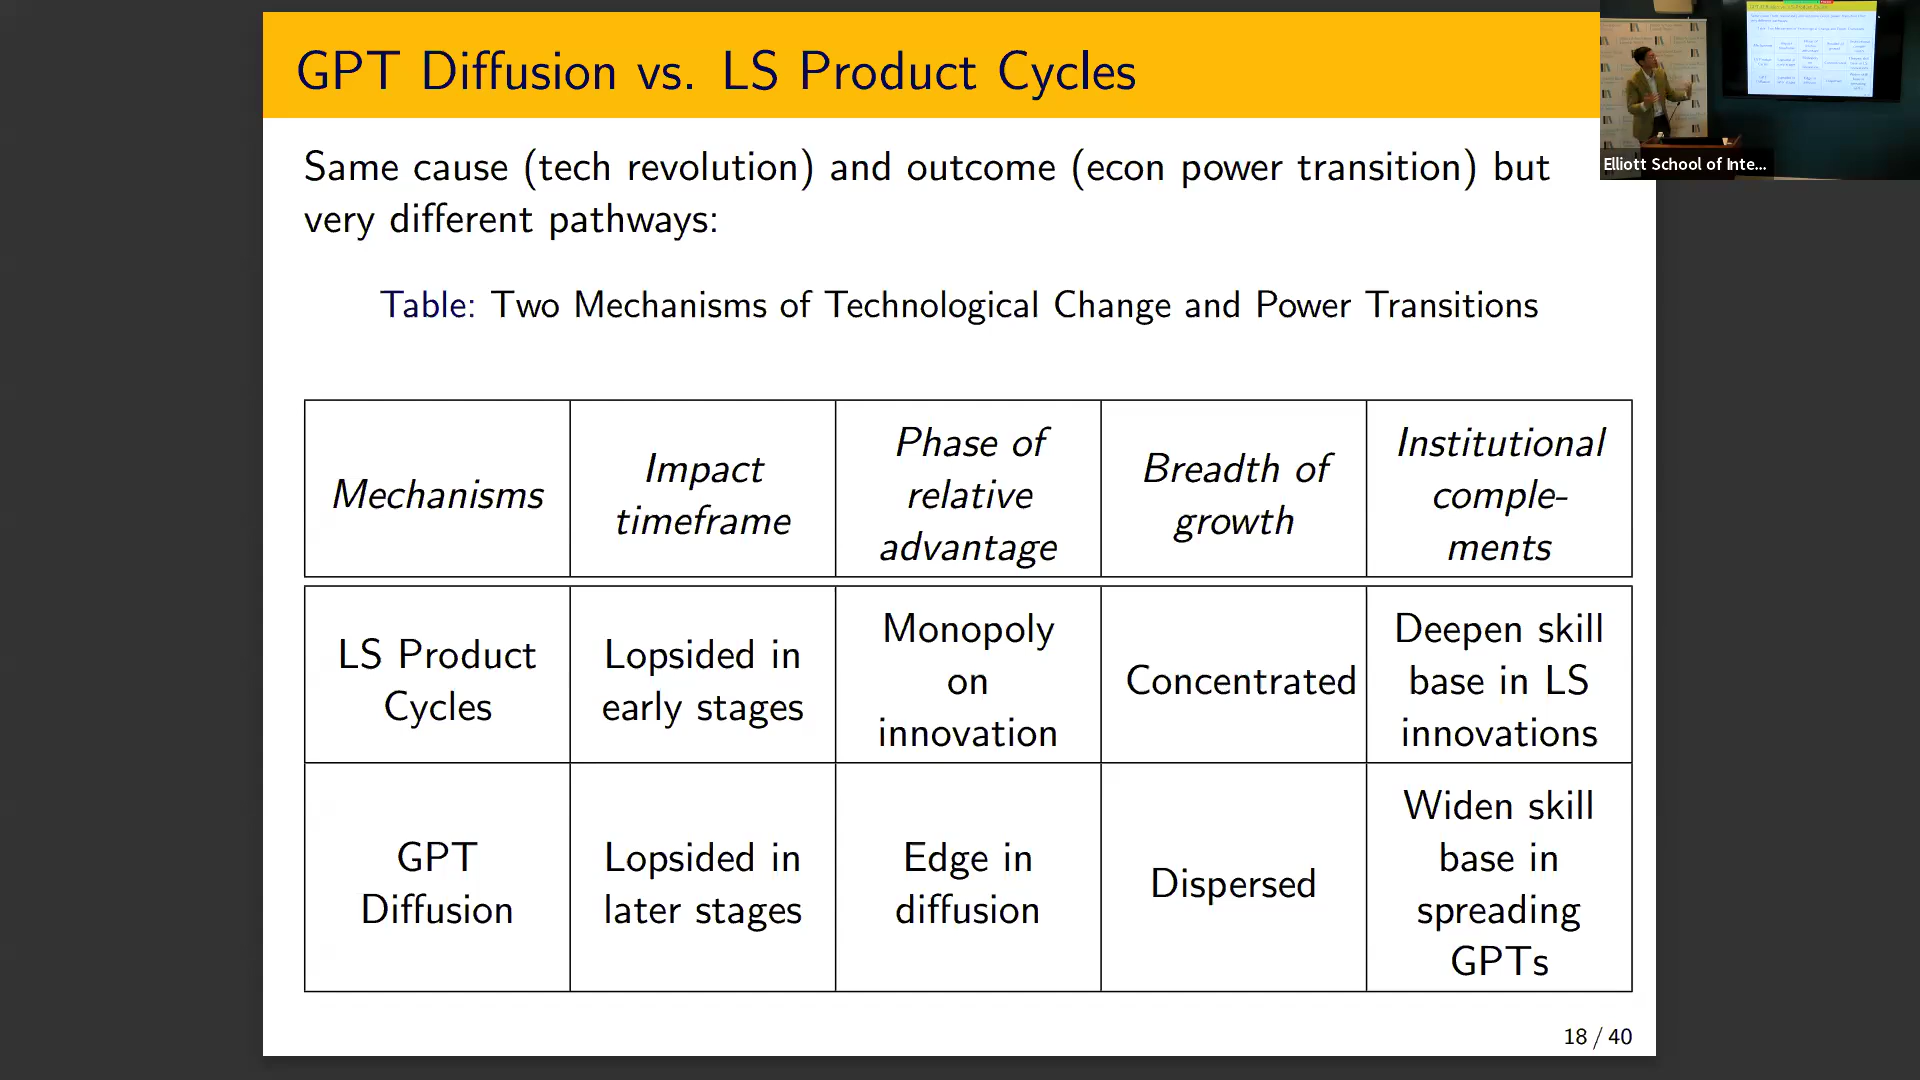 GPT Diffusion vs. LS Product Cycles
Same cause (tech revolution) and outcome (econ power transition) but
very different pathways:
Table: Two Mechanisms of Technological Change and Power Transitions
Mechanisms
Impact
timeframe
Phase of
relative
advantage
Breadth of
growth
Institutional
comple-
ments
LS Product
Cycles
Lopsided in
early stages
Monopoly
on
innovation
Concentrated
Deepen skill
base in LS
innovations
GPT
Diffusion
Lopsided in
later stages
Edge in
diffusion
Dispersed
Widen skill
base in
spreading
GPTs
18 / 40
Elliott School of Inte...